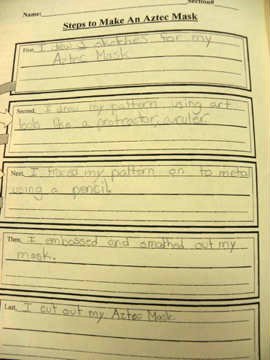 Section#
Name:
Steps to Make An Aztec Mask
First, I drew 3 sketches for my
Aztec Mask
Second, I drew my pattern using art
tools like a protractor, ruler.
Next, I traced my pattern on to metal
using a pencil.
Then, I embossed and smothed out my
mask.
Last, I cut out my Aztec Mask